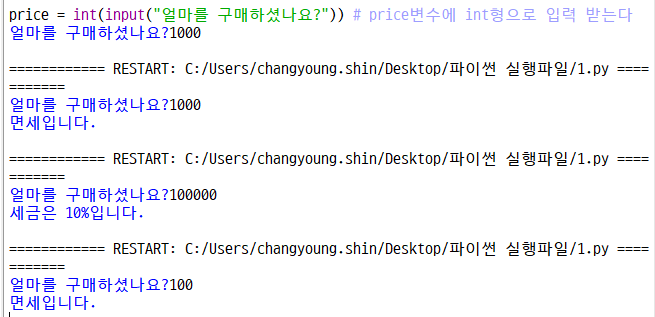 price = int(input("얼마를 구매하셨나요?")) # price변수에 int형으로 입력 받는다
얼마를 구매하셨나요?1000
============ RESTART: C:/Users/changyoung.shin/Desktop/파이썬 실행파일/1.py ====
===========
얼마를 구매하셨나요?1000
면세입니다.
============ RESTART: C:/Users/changyoung.shin/Desktop/파이썬 실행파일/1.py ====
===========
얼마를 구매하셨나요?100000
세금은 10%입니다.
============ RESTART: C:/Users/changyoung.shin/Desktop/파이썬 실행파일/1.py ====
===========
얼마를 구매하셨나요?100
면세입니다.